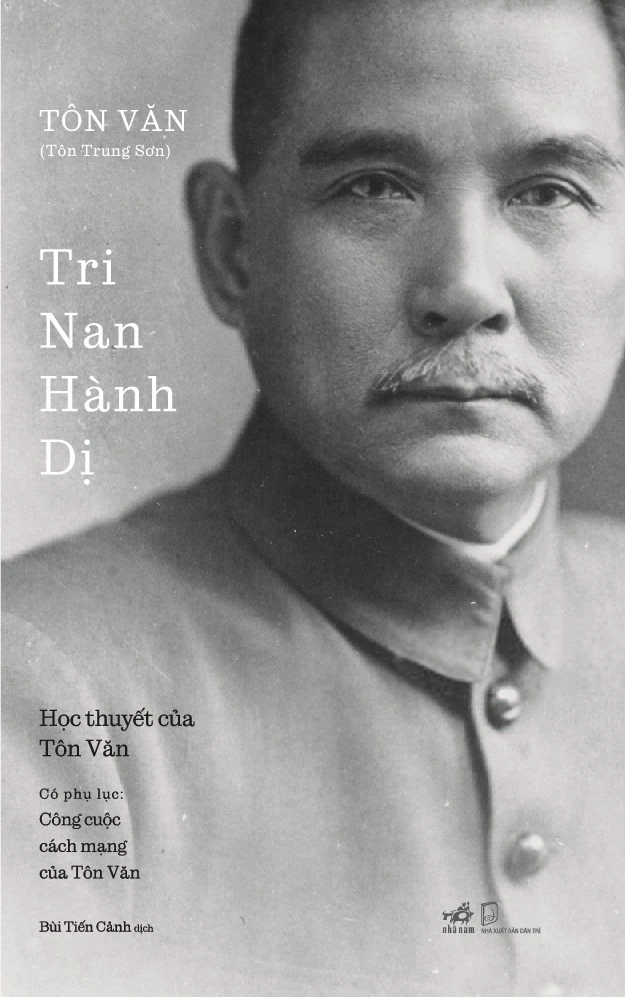 TÔN VĂN
(Tôn Trung Sơn)
Tri
Nan
Hành
Dị
Học thuyết của
Tôn Văn
Có phụ lục:
Công cuộc
cách mạng
của Tôn Văn
Bùi Tiến Cảnh dịch
nhã nam
NHÀ XUẤT BẢN DÂN TRÍ